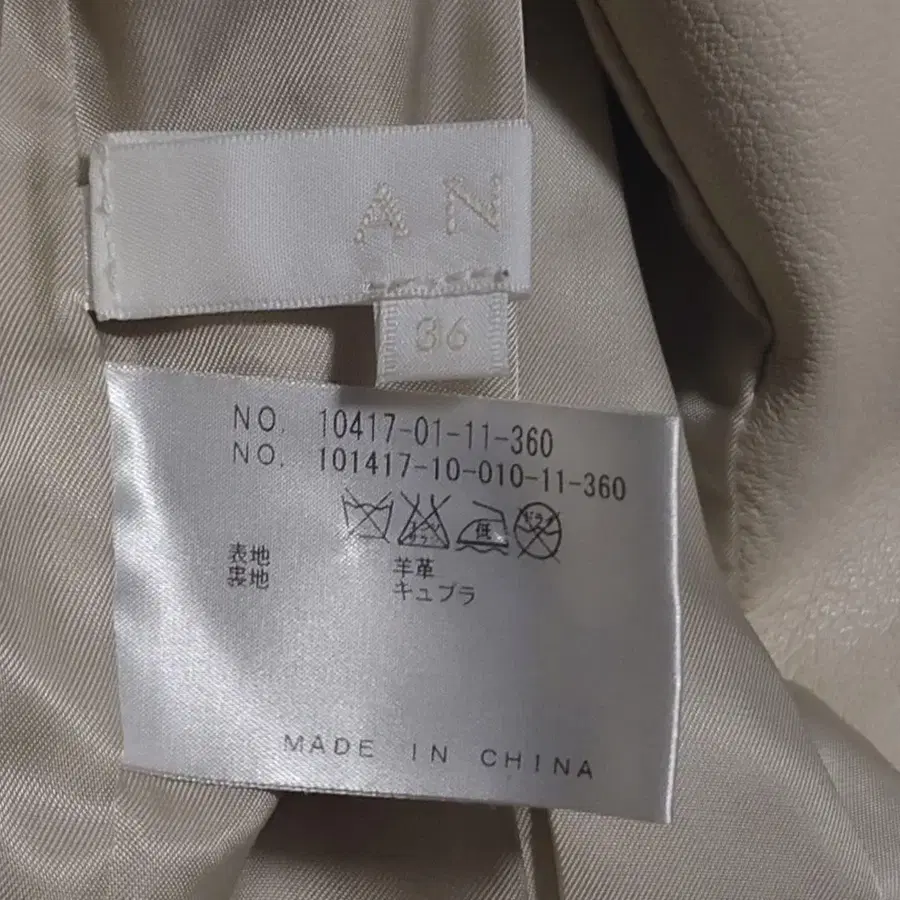 A N
36
NO. 10417-01-11-360
NO. 101417-10-010-11-360
低
表地 羊革
裏地 キュプラ
MADE IN CHINA